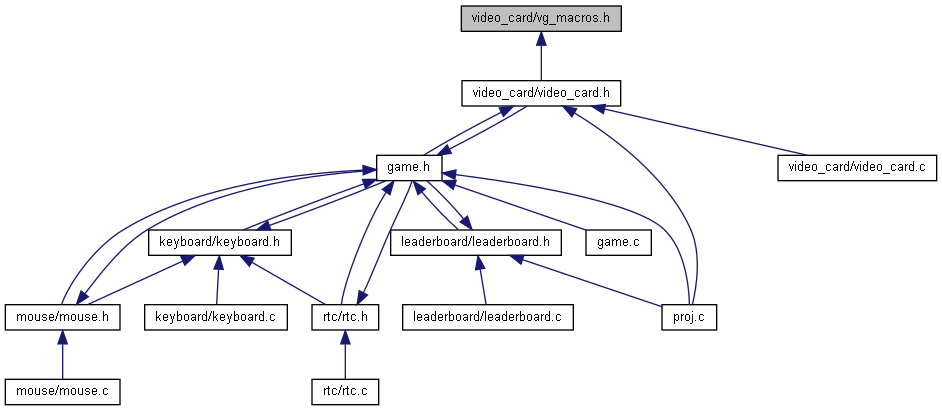 video_card/vg_macros.h
video_card/video_card.h
game.h
video_card/video_card.c
keyboard/keyboard.h
leaderboard/leaderboard.h
game.c
mouse/mouse.h
keyboard/keyboard.c
rtc/rtc.h
leaderboard/leaderboard.c
proj.c
mouse/mouse.c
rtc/rtc.c